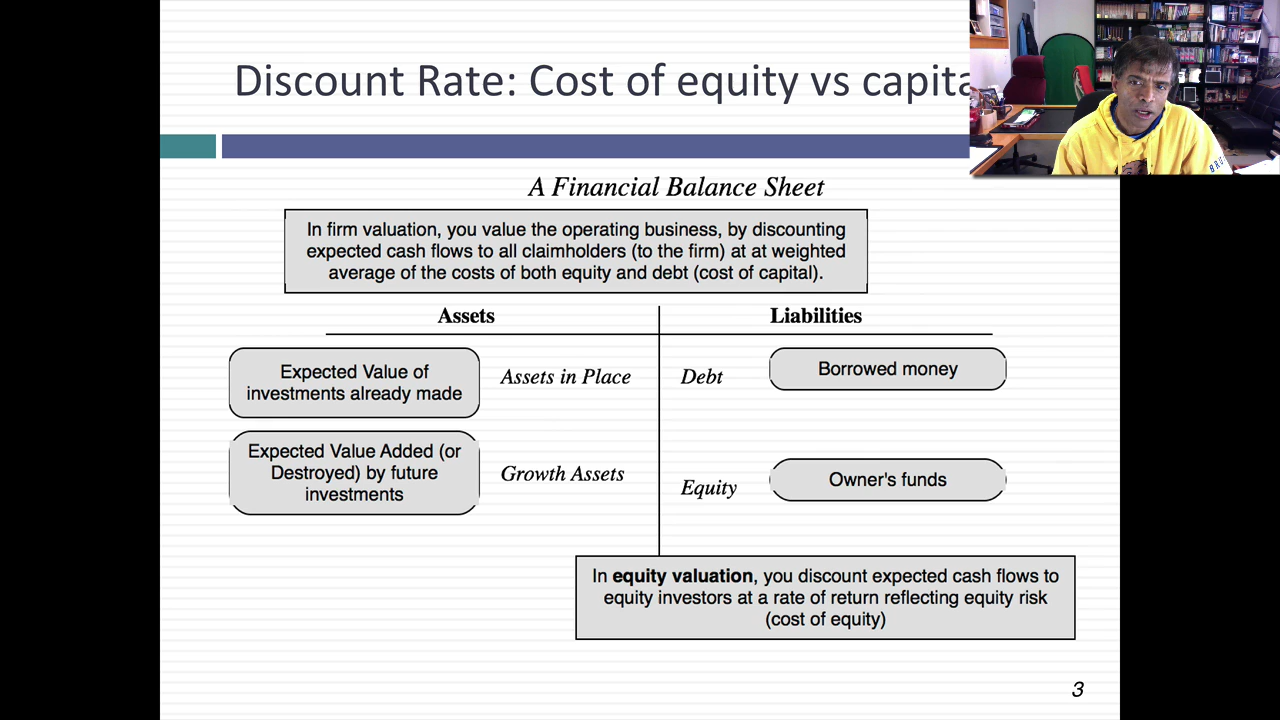 Discount Rate: Cost of equity vs capita
A Financial Balance Sheet
In firm valuation, you value the operating business, by discounting
expected cash flows to all claimholders (to the firm) at at weighted
average of the costs of both equity and debt (cost of capital).
Assets
Liabilities
Expected Value of
investments already made
Assets in Place
Debt
Borrowed money
Expected Value Added (or
Destroyed) by future
investments
Growth Assets
Equity
Owner's funds
In equity valuation, you discount expected cash flows to
equity investors at a rate of return reflecting equity risk
(cost of equity)
3